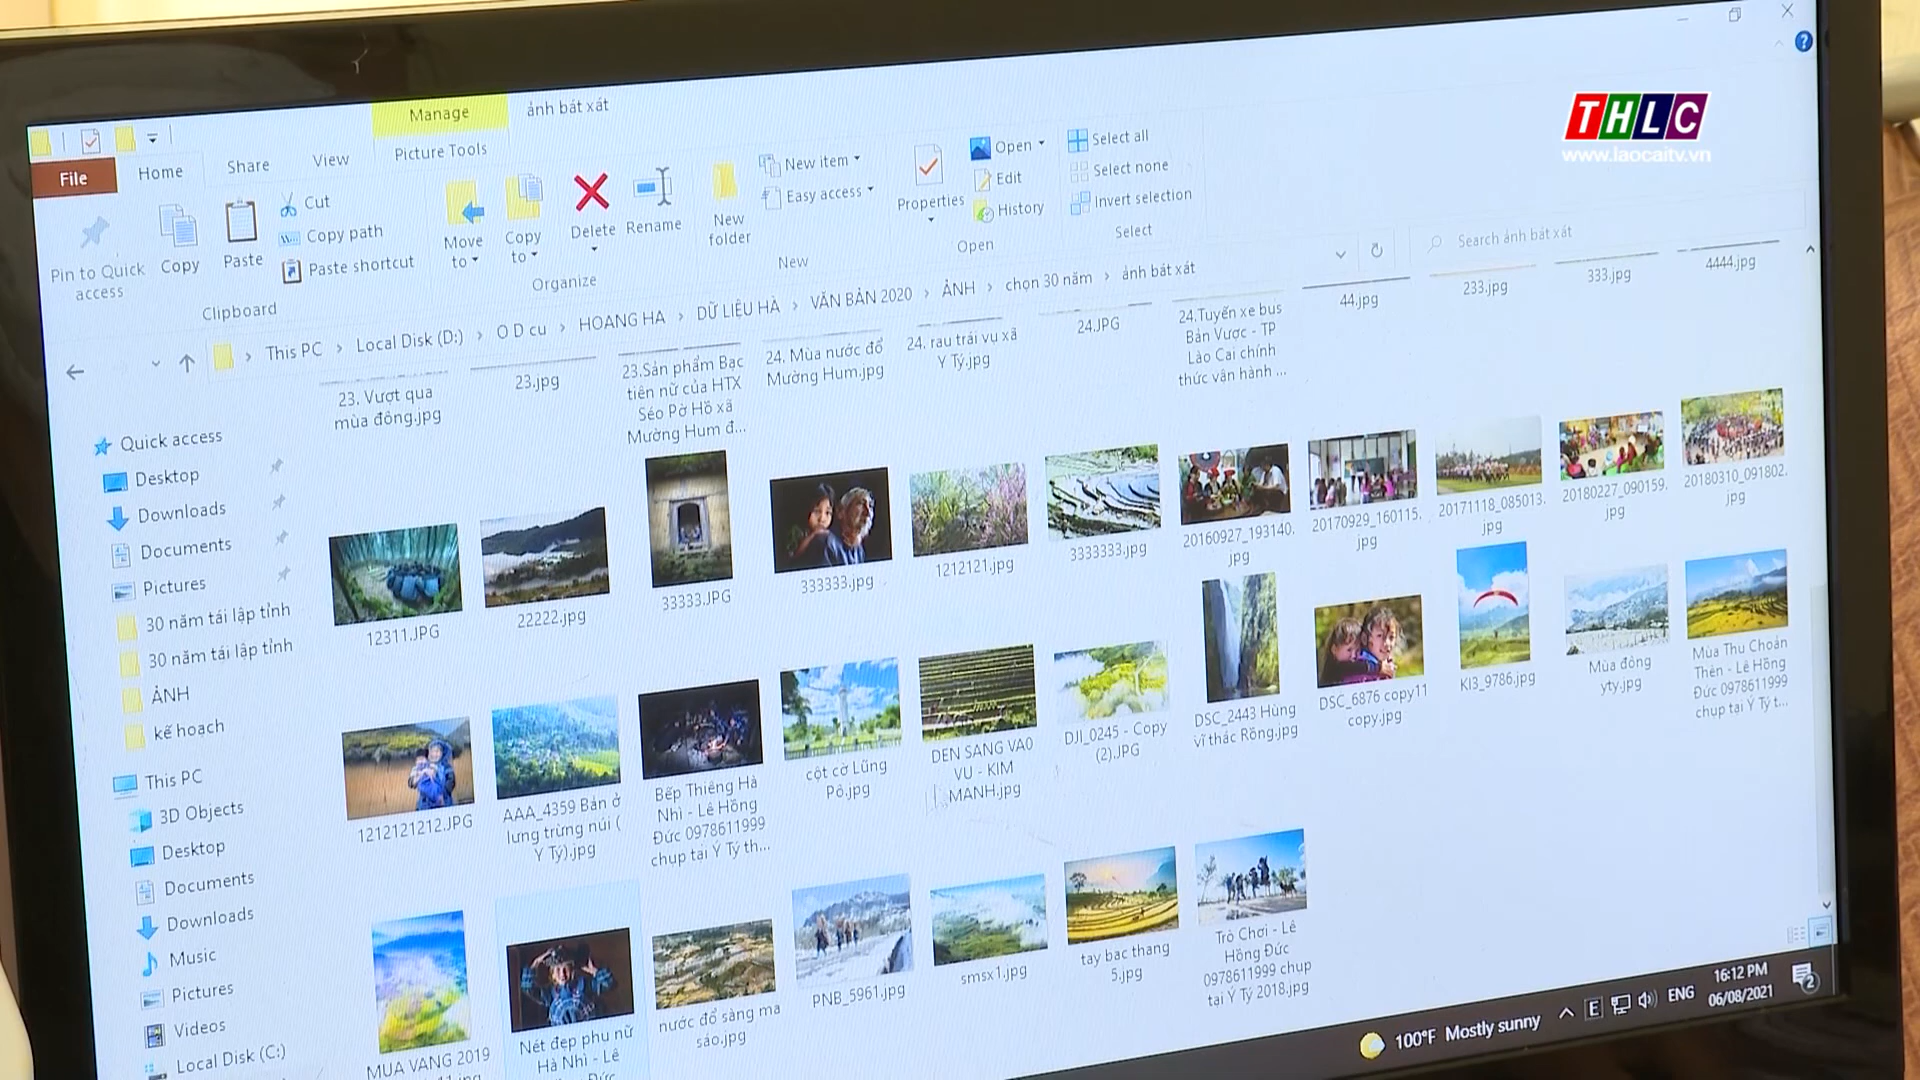 Manage
ảnh bát xát
THLC
www.laocaitv.vn
File
Home
Share
View
Picture Tools
Pin to Quick
access
Copy
Paste
Cut
Copy path
Paste shortcut
Clipboard
Move
to
Copy
to
Delete
Rename
Organize
New
folder
New item
Easy access
New
Properties
Open
Edit
History
Open
Select all
Select none
Invert selection
Select
This PC
Local Disk (D:)
O D cu
HOANG HA
DỮ LIỆU HÀ
VĂN BẢN 2020
ẢNH
chọn 30 năm
ảnh bát xát
Search ảnh bát xát
23. Vượt qua
mùa đông.jpg
23.jpg
23.Sản phẩm Bạc
tiên nữ của HTX
Séo Pờ Hồ xã
Mường Hum đ...
24. Mùa nước đổ
Mường Hum.jpg
24. rau trái vụ xã
Y Tý.jpg
24.JPG
24.Tuyến xe bus
Bản Vược - TP
Lào Cai chính
thức vận hành ...
44.jpg
233.jpg
333.jpg
4444.jpg
Quick access
Desktop
Downloads
Documents
Pictures
30 năm tái lập tỉnh
30 năm tái lập tỉnh
ẢNH
kế hoạch
This PC
3D Objects
Desktop
Documents
Downloads
Music
Pictures
Videos
Local Disk (C:)
12311.JPG
22222.jpg
33333.JPG
333333.jpg
1212121.jpg
3333333.jpg
20160927_193140.
jpg
20170929_160115.
jpg
20171118_085013.
jpg
20180227_090159.
jpg
20180310_091802.
jpg
1212121212.JPG
AAA_4359 Bản ở
lưng trừng núi (
Y Tý).jpg
Bếp Thiêng Hà
Nhì - Lê Hồng
Đức 0978611999
chụp tại Ý Tý th...
cột cờ Lũng
Pô.jpg
DEN SANG VAO
VU - KIM
MANH.jpg
DJI_0245 - Copy
(2).JPG
DSC_2443 Hùng
vĩ thác Rồng.jpg
DSC_6876 copy11
copy.jpg
KI3_9786.jpg
Mùa đông
yty.jpg
Mùa Thu Choản
Thèn - Lê Hồng
Đức 0978611999
chụp tại Ý Tý t...
MUA VANG 2019
Nét đẹp phụ nữ
Hà Nhì - Lê
nước đổ sàng ma
sáo.jpg
PNB_5961.jpg
smsx1.jpg
tay bac thang
5.jpg
Trò Chơi - Lê
Hồng Đức
0978611999 chụp
tại Ý Tý 2018.jpg
100°F Mostly sunny
E
ENG
16:12 PM
06/08/2021
2